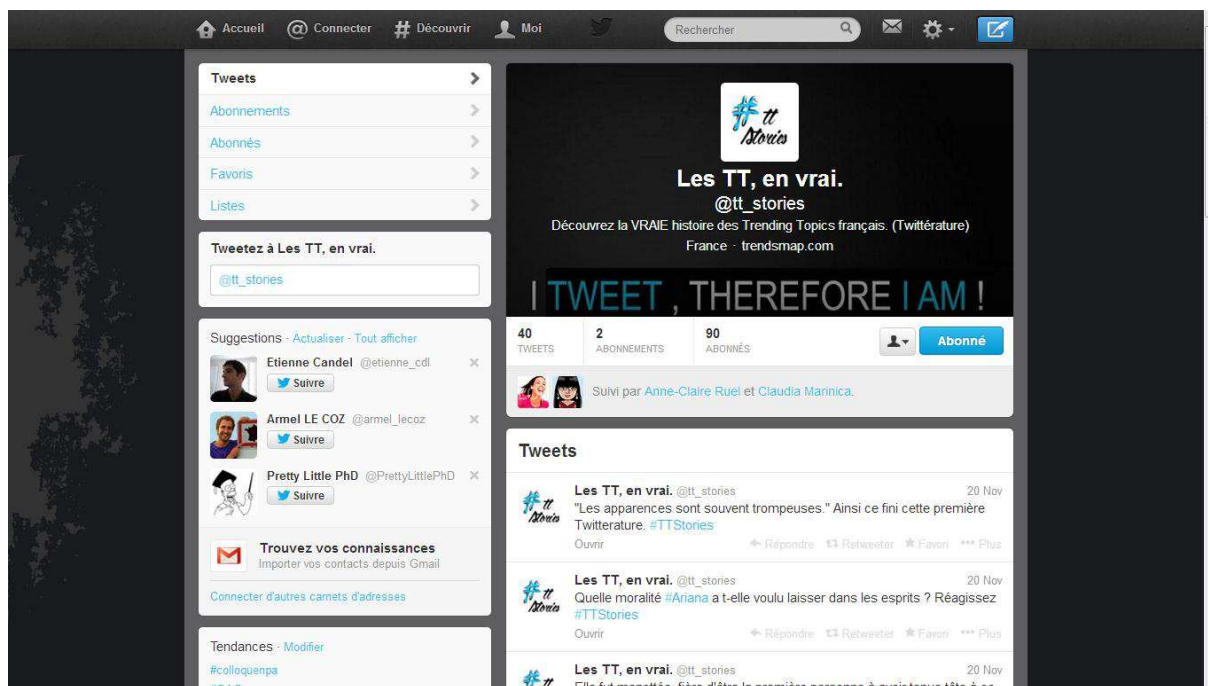 Accueil Connecter Découvrir Moi Rechercher
Tweets
Abonnements
Abonnés
Favoris
Listes
Tweetez à Les TT, en vrai.
@tt_stories
Suggestions · Actualiser · Tout afficher
Etienne Candel @etienne_cdl
Suivre
Armel LE COZ @armel_lecoz
Suivre
Pretty Little PhD @PrettyLittlePhD
Suivre
Trouvez vos connaissances
Importer vos contacts depuis Gmail
Connecter d'autres carnets d'adresses
Tendances · Modifier
#colloquenpa
#tt
Stories
Les TT, en vrai.
@tt_stories
Découvrez la VRAIE histoire des Trending Topics français. (Twittérature)
France · trendsmap.com
I TWEET , THEREFORE I AM !
40 2 90
TWEETS ABONNEMENTS ABONNÉS
Abonné
Suivi par Anne-Claire Ruel et Claudia Marinica.
Tweets
Les TT, en vrai. @tt_stories 20 Nov
"Les apparences sont souvent trompeuses." Ainsi ce fini cette première
Twitterature. #TTStories
Ouvrir Répondre Retweeter Favori Plus
Les TT, en vrai. @tt_stories 20 Nov
Quelle moralité #Ariana a t-elle voulu laisser dans les esprits ? Réagissez
#TTStories
Ouvrir Répondre Retweeter Favori Plus
Les TT, en vrai. @tt_stories 20 Nov